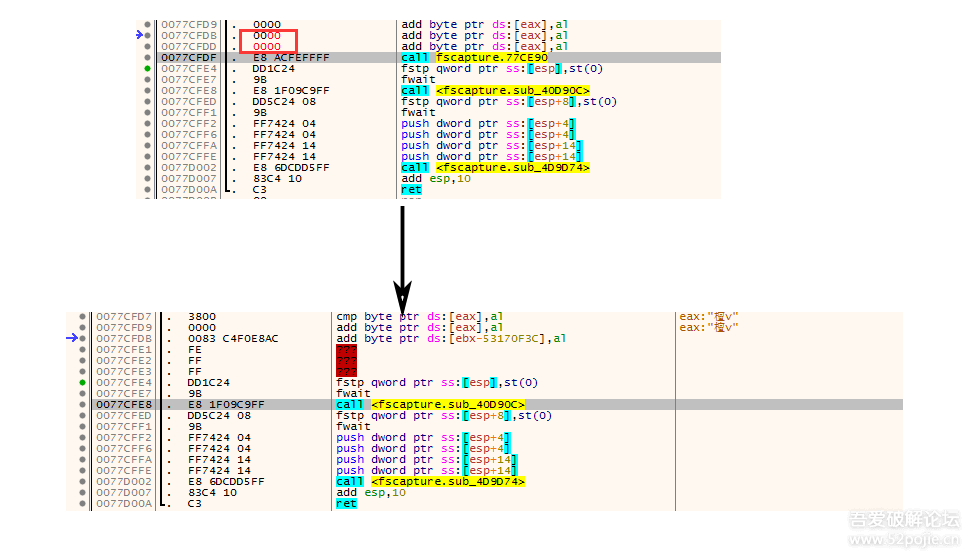 0077CFD9 . 0000 add byte ptr ds:[eax],al
0077CFDB . 0000 add byte ptr ds:[eax],al
0077CFDD . 0000 add byte ptr ds:[eax],al
0077CFDF . E8 ACFEFFFF call fscapture.77CE90
0077CFE4 . DD1C24 fstp qword ptr ss:[esp],st(0)
0077CFE7 . 9B fwait
0077CFE8 . E8 1F09C9FF call <fscapture.sub_40D90C>
0077CFED . DD5C24 08 fstp qword ptr ss:[esp+8],st(0)
0077CFF1 . 9B fwait
0077CFF2 . FF7424 04 push dword ptr ss:[esp+4]
0077CFF6 . FF7424 04 push dword ptr ss:[esp+4]
0077CFFA . FF7424 14 push dword ptr ss:[esp+14]
0077CFFE . FF7424 14 push dword ptr ss:[esp+14]
0077D002 . E8 6DCDD5FF call <fscapture.sub_4D9D74>
0077D007 . 83C4 10 add esp,10
0077D00A . C3 ret
0077CFD7 . 3800 cmp byte ptr ds:[eax],al eax:"橿v"
0077CFD9 . 0000 add byte ptr ds:[eax],al eax:"橿v"
0077CFDB . 0083 C4F0E8AC add byte ptr ds:[ebx-53170F3C],al
0077CFE1 . FE ???
0077CFE2 . FF ???
0077CFE3 . FF ???
0077CFE4 . DD1C24 fstp qword ptr ss:[esp],st(0)
0077CFE7 . 9B fwait
0077CFE8 . E8 1F09C9FF call <fscapture.sub_40D90C>
0077CFED . DD5C24 08 fstp qword ptr ss:[esp+8],st(0)
0077CFF1 . 9B fwait
0077CFF2 . FF7424 04 push dword ptr ss:[esp+4]
0077CFF6 . FF7424 04 push dword ptr ss:[esp+4]
0077CFFA . FF7424 14 push dword ptr ss:[esp+14]
0077CFFE . FF7424 14 push dword ptr ss:[esp+14]
0077D002 . E8 6DCDD5FF call <fscapture.sub_4D9D74>
0077D007 . 83C4 10 add esp,10
0077D00A . C3 ret
吾爱破解论坛
www.52pojie.cn